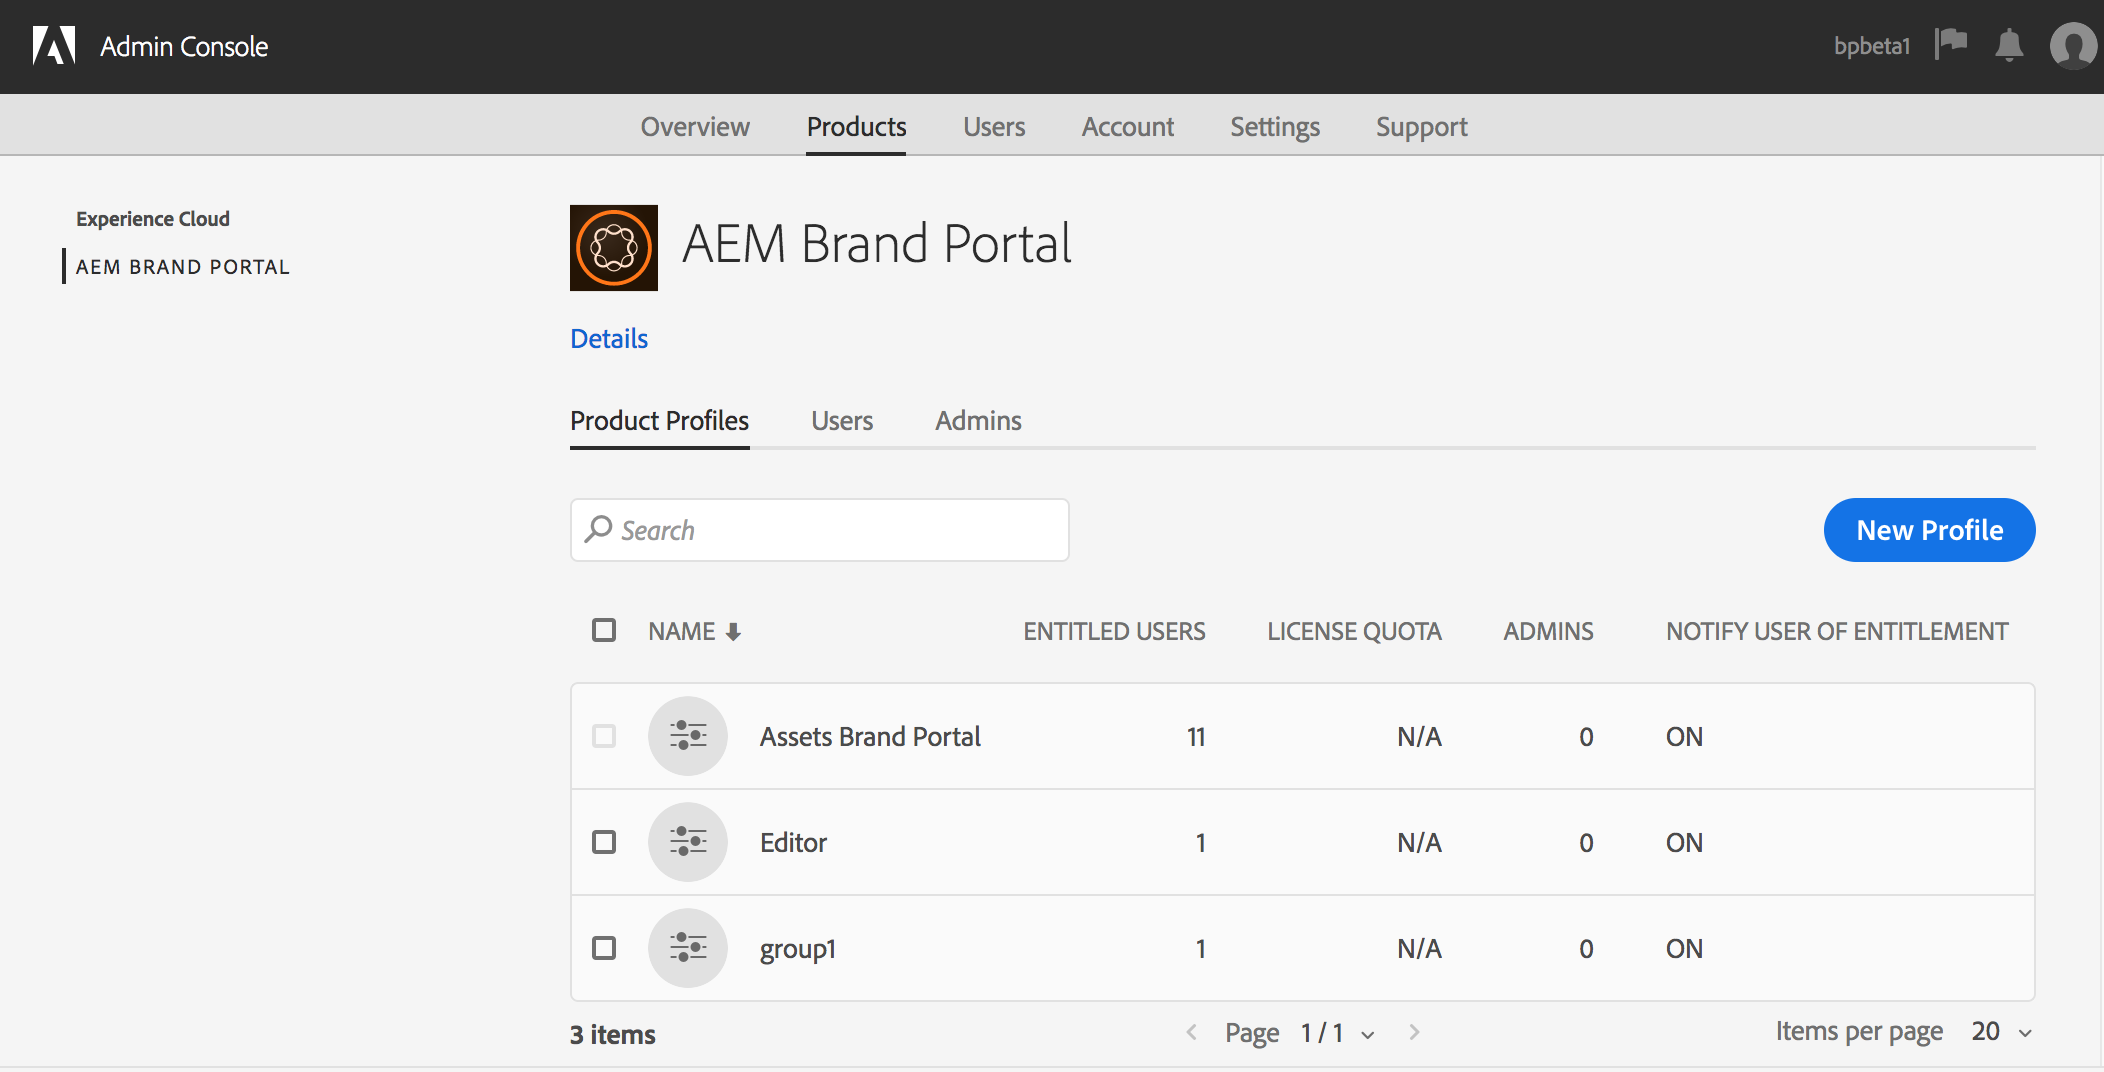 Admin Console
bpbeta1
Overview Products Users Account Settings Support
Experience Cloud
AEM BRAND PORTAL
AEM Brand Portal
Details
Product Profiles Users Admins
Search
New Profile
NAME ENTITLED USERS LICENSE QUOTA ADMINS NOTIFY USER OF ENTITLEMENT
Assets Brand Portal 11 N/A 0 ON
Editor 1 N/A 0 ON
group1 1 N/A 0 ON
3 items Page 1 / 1 Items per page 20